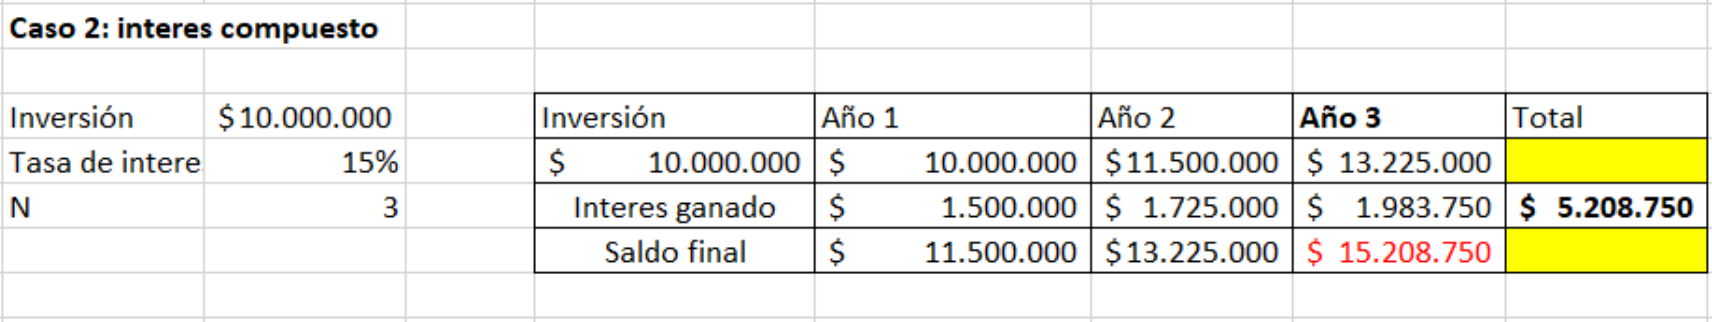 Caso 2: interes compuesto
Inversión $10.000.000 Inversión Año 1 Año 2 Año 3 Total
Tasa de intere 15% $ 10.000.000 $ 10.000.000 $11.500.000 $ 13.225.000
N 3 Interes ganado $ 1.500.000 $ 1.725.000 $ 1.983.750 $ 5.208.750
Saldo final $ 11.500.000 $13.225.000 $ 15.208.750